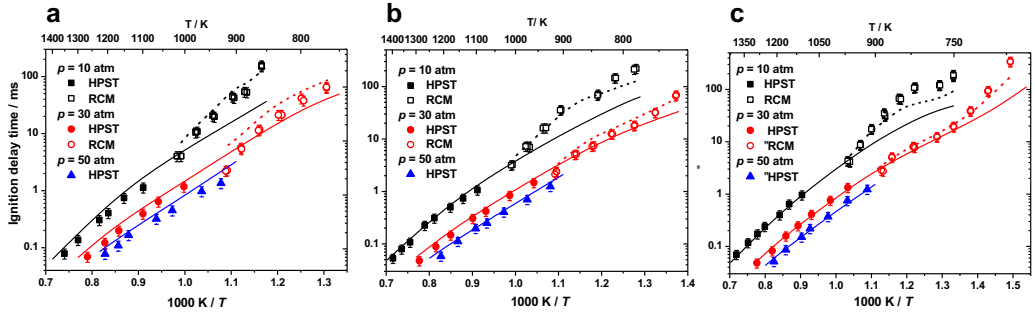 a
T / K
1400 1300 1200 1100 1000 900 800
p = 10 atm
HPST
RCM
p = 30 atm
HPST
RCM
p = 50 atm
HPST
Ignition delay time / ms
100
10
1
0.1
0.7 0.8 0.9 1.0 1.1 1.2 1.3
1000 K / T
b
T / K
1400 1300 1200 1100 1000 900 800
p = 10 atm
HPST
RCM
p = 30 atm
HPST
RCM
p = 50 atm
HPST
100
10
1
0.1
0.7 0.8 0.9 1.0 1.1 1.2 1.3 1.4
1000 K / T
c
T / K
1350 1200 1050 900 750
p = 10 atm
HPST
RCM
p = 30 atm
HPST
"RCM
p = 50 atm
"HPST
100
10
1
0.1
0.7 0.8 0.9 1.0 1.1 1.2 1.3 1.4 1.5
1000 K / T